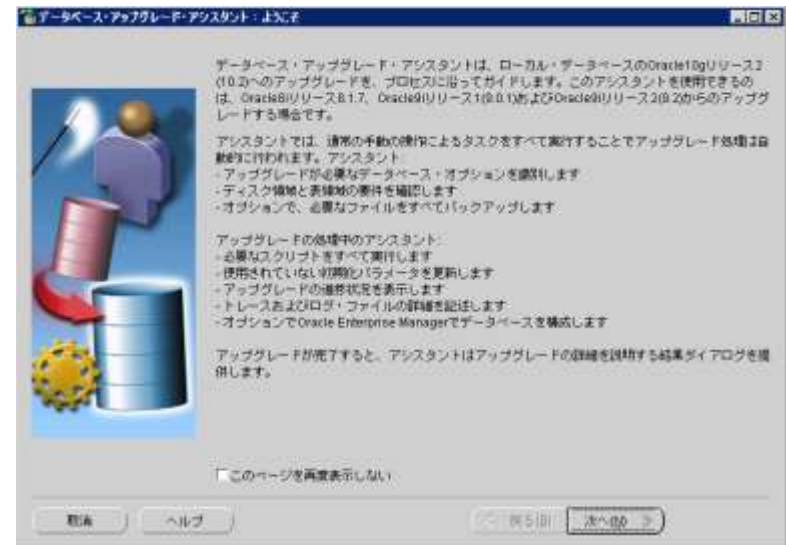 データベース・アップグレード・アシスタント: ようこそ
データベース・アップグレード・アシスタントは、ローカル・データベースのOracle10gリリース2
(10.2)へのアップグレードを、プロセスに沿ってガイドします。このアシスタントを使用できるの
は、Oracle8iリリース8.1.7、Oracle9iリリース1(9.0.1)およびOracle9iリリース2(9.2)からのアップグ
レードする場合です。
アシスタントでは、通常の手動の操作によるタスクをすべて実行することでアップグレード処理は自
動的に行われます。アシスタント:
- アップグレードが必要なデータベース・オプションを識別します
- ディスク領域と表領域の要件を確認します
- オプションで、必要なファイルをすべてバックアップします
アップグレードの処理中のアシスタント:
- 必要なスクリプトをすべて実行します
- 使用されていない初期化パラメータを更新します
- アップグレードの進捗状況を表示します
- トレースおよびログ・ファイルの詳細を記述します
- オプションでOracle Enterprise Managerでデータベースを構成します
アップグレードが完了すると、アシスタントはアップグレードの詳細を説明する結果ダイアログを提
供します。
このページを再度表示しない
取消
ヘルプ
戻る(B)
次へ(N)